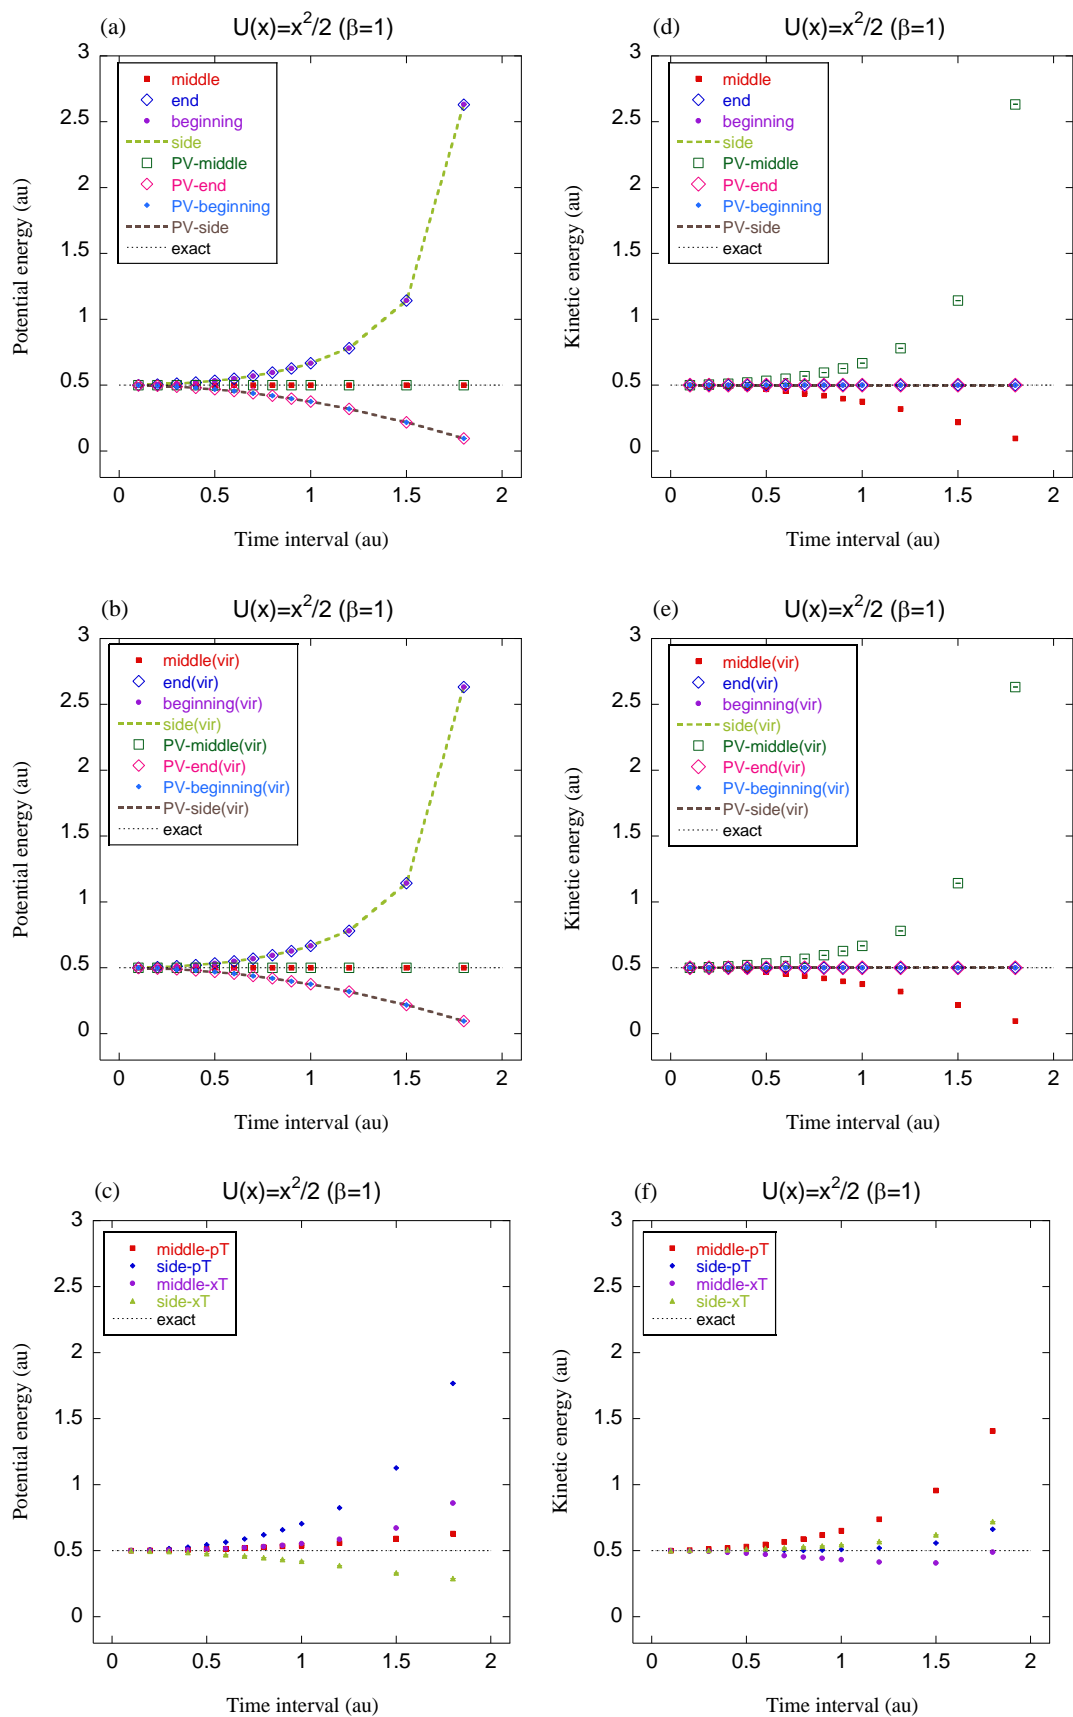 (a)
U(x)=x²/2 (β=1)
3
2.5
2
1.5
1
0.5
0
Potential energy (au)
middle
end
beginning
side
PV-middle
PV-end
PV-beginning
PV-side
exact
0 0.5 1 1.5 2
Time interval (au)
(d)
U(x)=x²/2 (β=1)
3
2.5
2
1.5
1
0.5
0
Kinetic energy (au)
middle
end
beginning
side
PV-middle
PV-end
PV-beginning
PV-side
exact
0 0.5 1 1.5 2
Time interval (au)
(b)
U(x)=x²/2 (β=1)
3
2.5
2
1.5
1
0.5
0
Potential energy (au)
middle(vir)
end(vir)
beginning(vir)
side(vir)
PV-middle(vir)
PV-end(vir)
PV-beginning(vir)
PV-side(vir)
exact
0 0.5 1 1.5 2
Time interval (au)
(e)
U(x)=x²/2 (β=1)
3
2.5
2
1.5
1
0.5
0
Kinetic energy (au)
middle(vir)
end(vir)
beginning(vir)
side(vir)
PV-middle(vir)
PV-end(vir)
PV-beginning(vir)
PV-side(vir)
exact
0 0.5 1 1.5 2
Time interval (au)
(c)
U(x)=x²/2 (β=1)
3
2.5
2
1.5
1
0.5
0
Potential energy (au)
middle-pT
side-pT
middle-xT
side-xT
exact
0 0.5 1 1.5 2
Time interval (au)
(f)
U(x)=x²/2 (β=1)
3
2.5
2
1.5
1
0.5
0
Kinetic energy (au)
middle-pT
side-pT
middle-xT
side-xT
exact
0 0.5 1 1.5 2
Time interval (au)